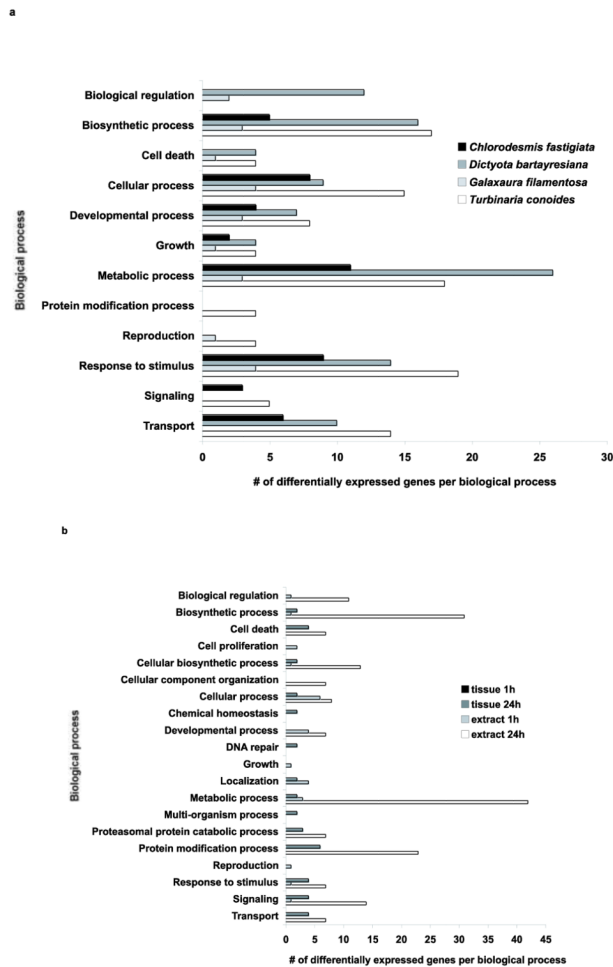 a
Biological process
Biological regulation
Biosynthetic process
Cell death
Cellular process
Developmental process
Growth
Metabolic process
Protein modification process
Reproduction
Response to stimulus
Signaling
Transport
Chlorodesmis fastigiata
Dictyota bartayresiana
Galaxaura filamentosa
Turbinaria conoides
0 5 10 15 20 25 30
# of differentially expressed genes per biological process
b
Biological process
Biological regulation
Biosynthetic process
Cell death
Cell proliferation
Cellular biosynthetic process
Cellular component organization
Cellular process
Chemical homeostasis
Developmental process
DNA repair
Growth
Localization
Metabolic process
Multi-organism process
Proteasomal protein catabolic process
Protein modification process
Reproduction
Response to stimulus
Signaling
Transport
tissue 1h
tissue 24h
extract 1h
extract 24h
0 5 10 15 20 25 30 35 40 45
# of differentially expressed genes per biological process